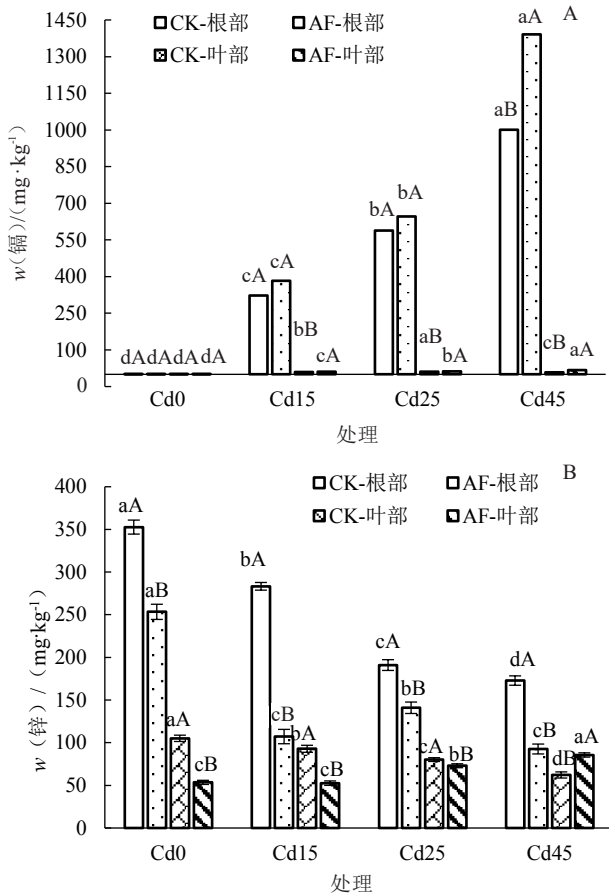 A
CK-根部 AF-根部
CK-叶部 AF-叶部
w(镉)/(mg·kg⁻¹)
1450
1300
1150
1000
850
700
550
400
250
100
0
dA dA dA dA
cA cA bB cA
bA bA aB bA
aB aA cB aA
Cd0 Cd15 Cd25 Cd45
处理
B
CK-根部 AF-根部
CK-叶部 AF-叶部
w（锌）/（mg·kg⁻¹）
400
350
300
250
200
150
100
50
0
aA aB aA cB
bA cB bA cB
cA bB cA bB
dA cB dB aA
Cd0 Cd15 Cd25 Cd45
处理